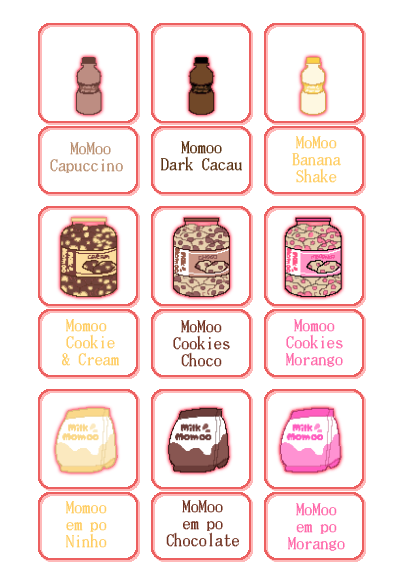 MoMoo
Capuccino
Momoo
Dark Cacau
MoMoo
Banana
Shake
Momoo
Cookie
& Cream
MoMoo
Cookies
Choco
Momoo
Cookies
Morango
Milk
Momoo
Milk
Momoo
Milk
Momoo
Momoo
em po
Ninho
MoMoo
em po
Chocolate
MoMoo
em po
Morango